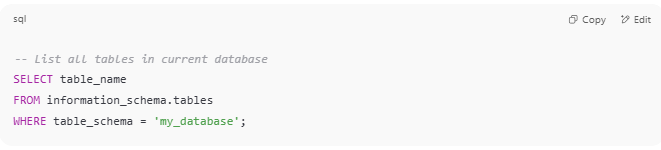 sql
Copy
Edit
-- List all tables in current database
SELECT table_name
FROM information_schema.tables
WHERE table_schema = 'my_database';